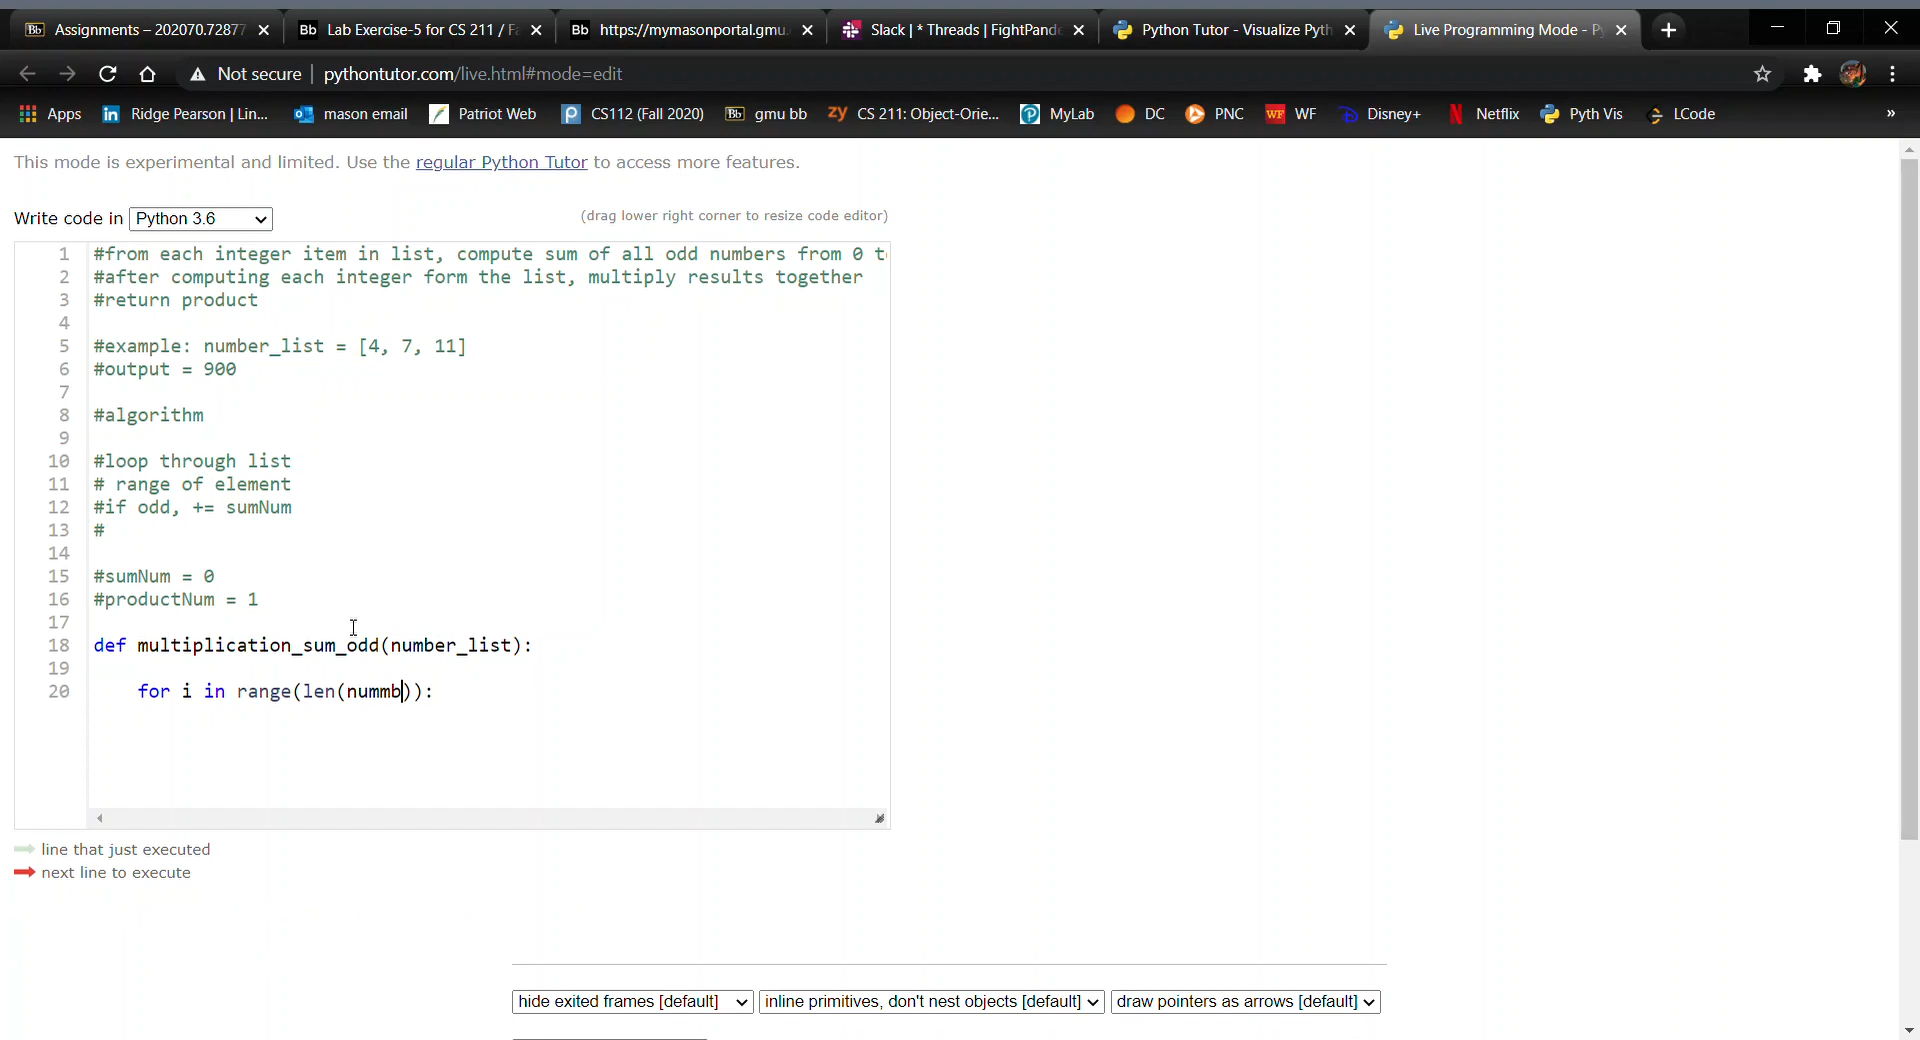 Assignments – 202070.72877
Lab Exercise-5 for CS 211 / Fa
https://mymasonportal.gmu.
Slack | * Threads | FightPande
Python Tutor - Visualize Pyth
Live Programming Mode - Py
Not secure | pythontutor.com/live.html#mode=edit
Apps
Ridge Pearson | Lin...
mason email
Patriot Web
CS112 (Fall 2020)
Bb gmu bb
ZY CS 211: Object-Orie...
MyLab
DC
PNC
WF WF
Disney+
Netflix
Pyth Vis
LCode
»
This mode is experimental and limited. Use the regular Python Tutor to access more features.
Write code in Python 3.6
(drag lower right corner to resize code editor)
1 #from each integer item in list, compute sum of all odd numbers from 0 t
2 #after computing each integer form the list, multiply results together
3 #return product
4
5 #example: number_list = [4, 7, 11]
6 #output = 900
7
8 #algorithm
9
10 #loop through list
11 # range of element
12 #if odd, += sumNum
13 #
14
15 #sumNum = 0
16 #productNum = 1
17
18 def multiplication_sum_odd(number_list):
19
20 for i in range(len(nummb)):
line that just executed
next line to execute
hide exited frames [default]
inline primitives, don't nest objects [default]
draw pointers as arrows [default]